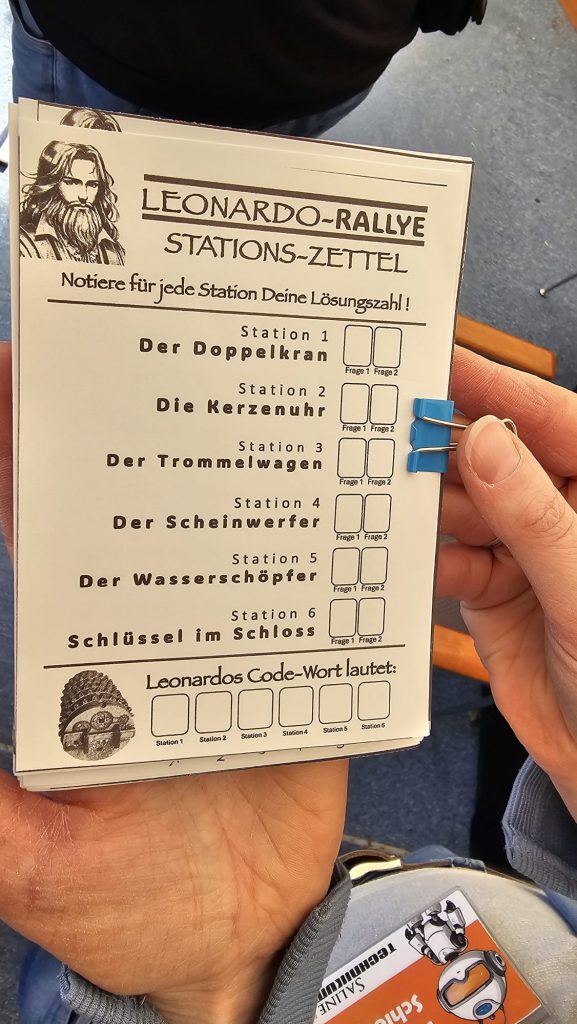 LEONARDO-RALLYE
STATIONS-ZETTEL
Notiere für jede Station Deine Lösungszahl !
Station 1
Der Doppelkran
Frage 1 Frage 2
Station 2
Die Kerzenuhr
Frage 1 Frage 2
Station 3
Der Trommelwagen
Frage 1 Frage 2
Station 4
Der Scheinwerfer
Frage 1 Frage 2
Station 5
Der Wasserschöpfer
Frage 1 Frage 2
Station 6
Schlüssel im Schloss
Frage 1 Frage 2
Leonardos Code-Wort lautet:
Station 1 Station 2 Station 3 Station 4 Station 5 Station 6
SALINE
TECHNIKUM